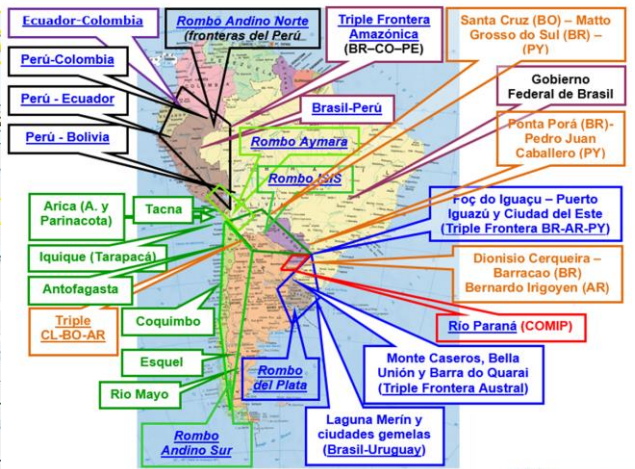 Ecuador-Colombia
Rombo Andino Norte
(fronteras del Perú
Triple Frontera
Amazónica
(BR–CO–PE)
Santa Cruz (BO) – Matto
Grosso do Sul (BR) –
(PY)
Perú-Colombia
Gobierno
Federal de Brasil
Perú - Ecuador
Brasil-Perú
Ponta Porá (BR)-
Pedro Juan
Caballero (PY)
Perú - Bolivia
Rombo Aymara
Rombo ISIS
Arica (A. y
Parinacota)
Tacna
Foç do Iguaçu – Puerto
Iguazú y Ciudad del Este
(Triple Frontera BR-AR-PY)
Iquique (Tarapacá)
Antofagasta
Dionisio Cerqueira –
Barracao (BR)
Bernardo Irigoyen (AR)
Triple
CL-BO-AR
Coquimbo
Río Paraná (COMIP)
Esquel
Rio Mayo
Rombo
del Plata
Monte Caseros, Bella
Unión y Barra do Quarai
(Triple Frontera Austral)
Rombo
Andino Sur
Laguna Merín y
ciudades gemelas
(Brasil-Uruguay)